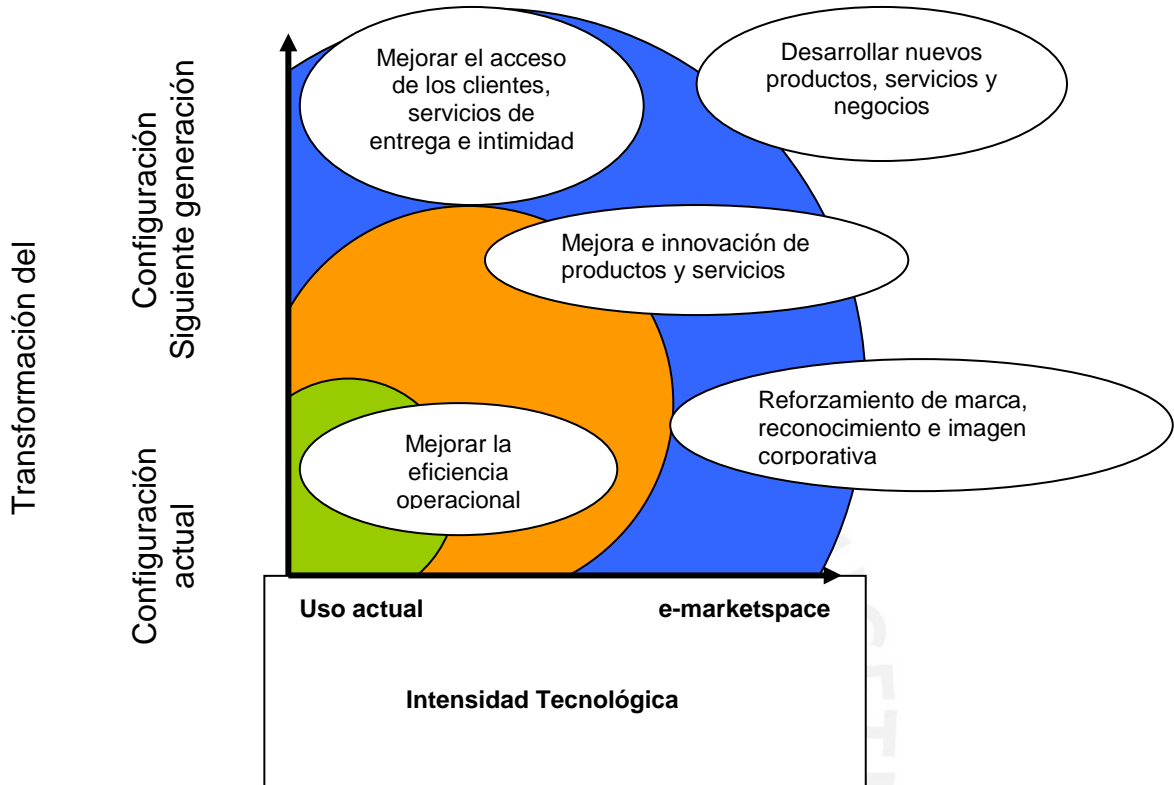 Mejorar el acceso
de los clientes,
servicios de
entrega e intimidad
Desarrollar nuevos
productos, servicios y
negocios
Mejora e innovación de
productos y servicios
Reforzamiento de marca,
reconocimiento e imagen
corporativa
Mejorar la
eficiencia
operacional
Transformación del
Configuración
Siguiente generación
Configuración
actual
Uso actual
e-marketspace
Intensidad Tecnológica